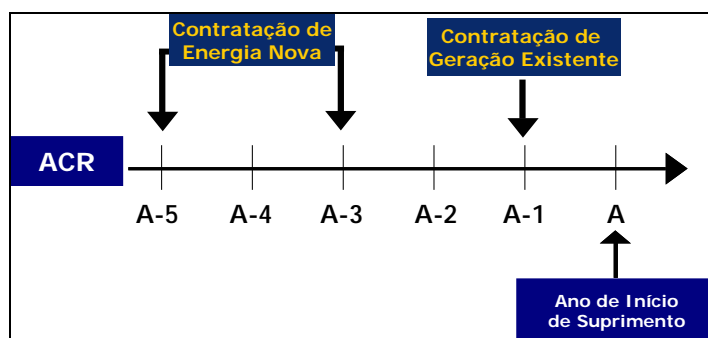 Contratação de
Energia Nova
Contratação de
Geração Existente
ACR
A-5 A-4 A-3 A-2 A-1 A
Ano de Início
de Suprimento